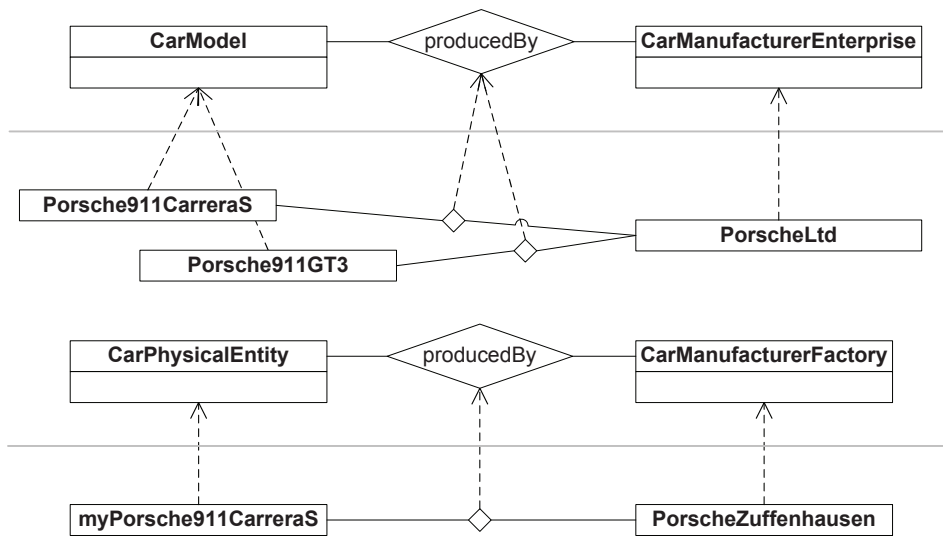 CarModel
producedBy
CarManufacturerEnterprise
Porsche911CarreraS
PorscheLtd
Porsche911GT3
CarPhysicalEntity
producedBy
CarManufacturerFactory
myPorsche911CarreraS
PorscheZuffenhausen